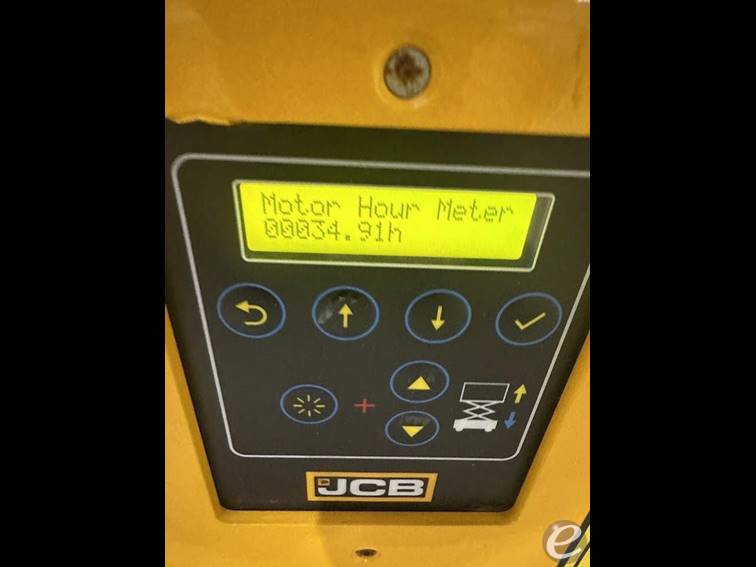 Motor Hour Meter
00034.91h
JCB
e